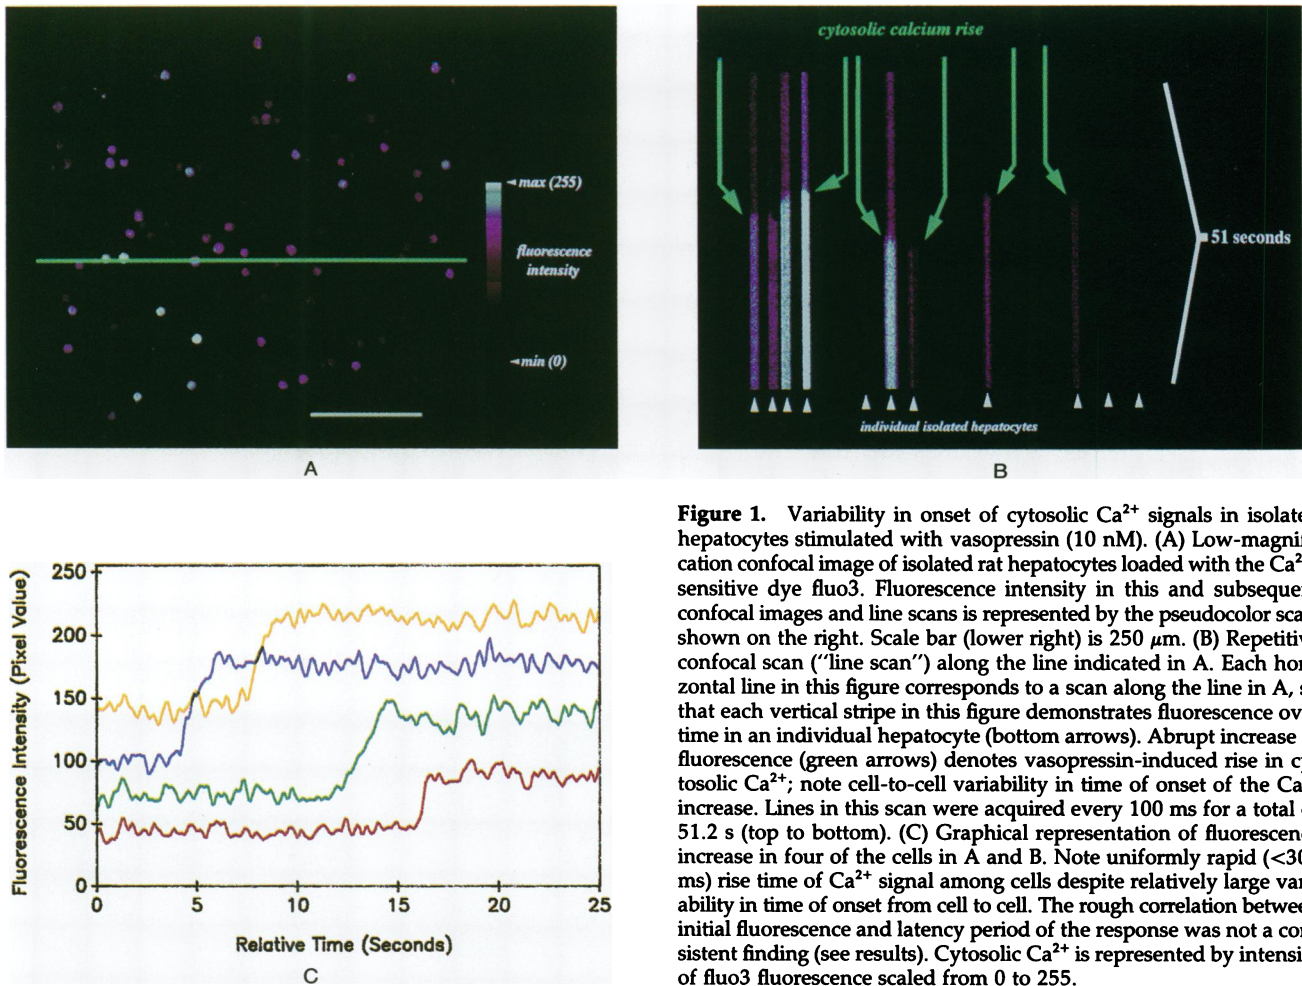 max (255)
fluorescence
intensity
min (0)
A
cytosolic calcium rise
51 seconds
individual isolated hepatocytes
B
Fluorescence Intensity (Pixel Value)
250
200
150
100
50
0
0 5 10 15 20 25
Relative Time (Seconds)
C
Figure 1. Variability in onset of cytosolic Ca²⁺ signals in isolate
hepatocytes stimulated with vasopressin (10 nM). (A) Low-magni
cation confocal image of isolated rat hepatocytes loaded with the Ca²
sensitive dye fluo3. Fluorescence intensity in this and subseque
confocal images and line scans is represented by the pseudocolor sca
shown on the right. Scale bar (lower right) is 250 μm. (B) Repetitiv
confocal scan ("line scan") along the line indicated in A. Each hor
zontal line in this figure corresponds to a scan along the line in A, s
that each vertical stripe in this figure demonstrates fluorescence ov
time in an individual hepatocyte (bottom arrows). Abrupt increase
fluorescence (green arrows) denotes vasopressin-induced rise in c
tosolic Ca²⁺; note cell-to-cell variability in time of onset of the Ca
increase. Lines in this scan were acquired every 100 ms for a total
51.2 s (top to bottom). (C) Graphical representation of fluorescen
increase in four of the cells in A and B. Note uniformly rapid (<30
ms) rise time of Ca²⁺ signal among cells despite relatively large var
ability in time of onset from cell to cell. The rough correlation betwee
initial fluorescence and latency period of the response was not a co
sistent finding (see results). Cytosolic Ca²⁺ is represented by intensi
of fluo3 fluorescence scaled from 0 to 255.